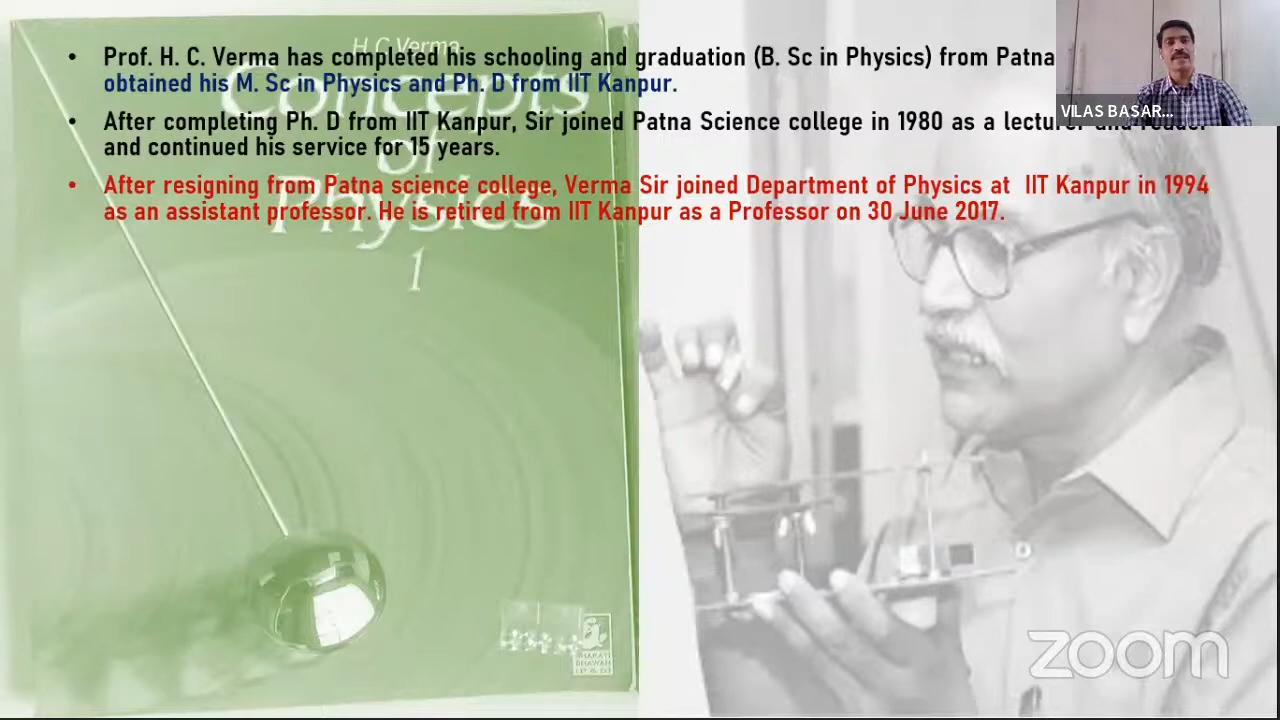 • Prof. H. C. Verma has completed his schooling and graduation (B. Sc in Physics) from Patna
obtained his M. Sc in Physics and Ph. D from IIT Kanpur.
• After completing Ph. D from IIT Kanpur, Sir joined Patna Science college in 1980 as a lecturer and reader
and continued his service for 15 years.
• After resigning from Patna science college, Verma Sir joined Department of Physics at IIT Kanpur in 1994
as an assistant professor. He is retired from IIT Kanpur as a Professor on 30 June 2017.
VILAS BASAR...
H C Verma
Concepts
of
Physics
1
BHARATI
BHAWAN
zoom